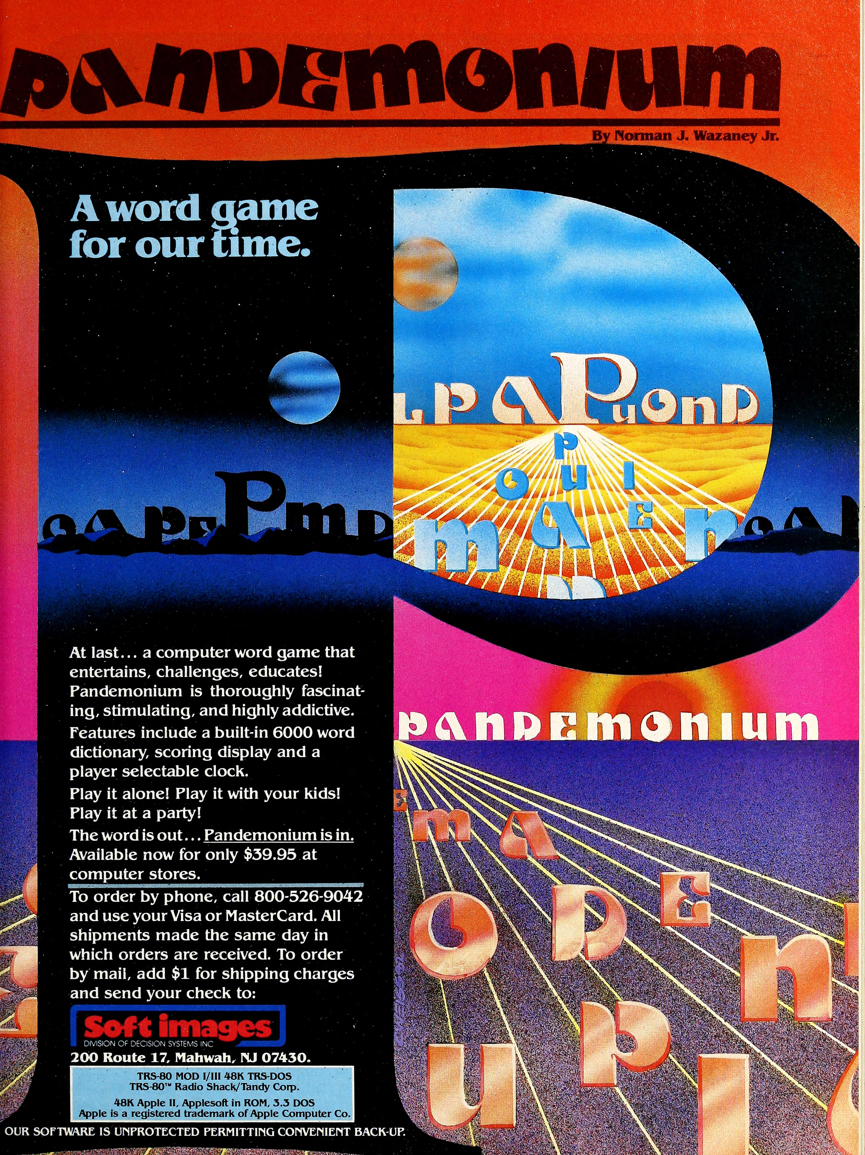 PANDEMONIUM
By Norman J. Wazaney Jr.
A word game
for our time.
LPAPUOND
P
OUI
MAEN
OAPEPMD
OA
At last... a computer word game that
entertains, challenges, educates!
Pandemonium is thoroughly fascinat-
ing, stimulating, and highly addictive.
Features include a built-in 6000 word
dictionary, scoring display and a
player selectable clock.
Play it alone! Play it with your kids!
Play it at a party!
The word is out... Pandemonium is in.
Available now for only $39.95 at
computer stores.
To order by phone, call 800-526-9042
and use your Visa or MasterCard. All
shipments made the same day in
which orders are received. To order
by mail, add $1 for shipping charges
and send your check to:
Soft images
DIVISION OF DECISION SYSTEMS INC
200 Route 17, Mahwah, NJ 07430.
TRS-80 MOD I/III 48K TRS-DOS
TRS-80™ Radio Shack/Tandy Corp.
48K Apple II, Applesoft in ROM, 3.3 DOS
Apple is a registered trademark of Apple Computer Co.
OUR SOFTWARE IS UNPROTECTED PERMITTING CONVENIENT BACK-UP.
PANDEMONIUM
E
M A
O D E
n
u p l